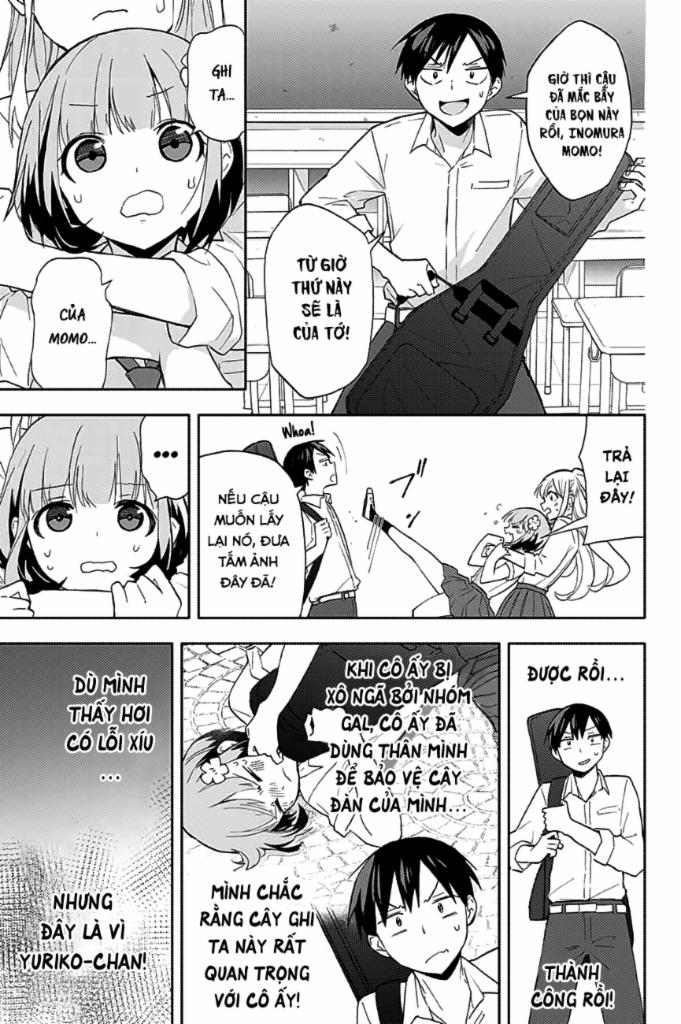 GIỜ THÌ CẬU
ĐÃ MẮC BẪY
CỦA BỌN NÀY
RỒI, INOMURA
MOMO!
TỪ GIỜ
THỨ NÀY
SẼ LÀ
CỦA TỚ!
GHI
TA...
CỦA
MOMO...
TRẢ
LẠI
ĐÂY!
Whoa!
NẾU CẬU
MUỐN LẤY
LẠI NÓ, ĐƯA
TẤM ẢNH
ĐÂY ĐÃ!
...
ĐƯỢC RỒI...
THÀNH
CÔNG RỒI!
KHI CÔ ẤY BỊ
XÔ NGÃ BỞI NHÓM
GAL, CÔ ẤY ĐÃ
DÙNG THÂN MÌNH
ĐỂ BẢO VỆ CÂY
ĐÀN CỦA MÌNH...
MÌNH CHẮC
RẰNG CÂY GHI
TA NÀY RẤT
QUAN TRỌNG
VỚI CÔ ẤY!
DÙ MÌNH
THẤY HƠI
CÓ LỖI XÍU
...
NHƯNG
ĐÂY LÀ VÌ
YURIKO-CHAN!